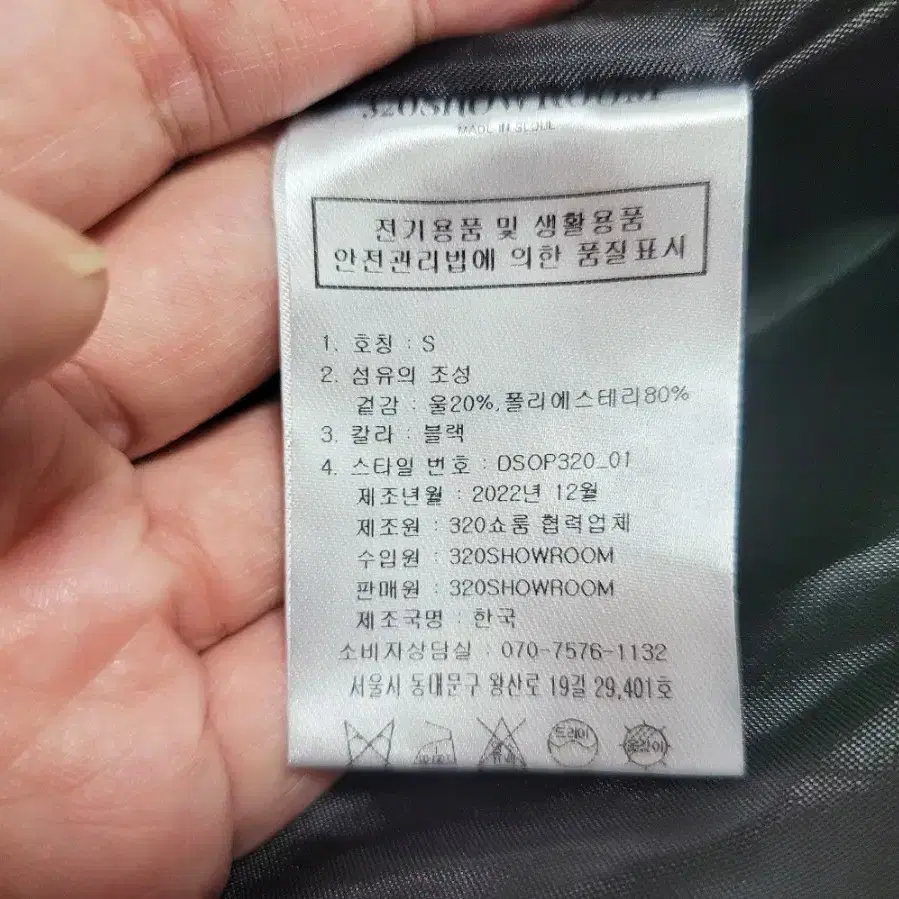 320SHOWROOM
MADE IN SEOUL
전기용품 및 생활용품
안전관리법에 의한 품질표시
1. 호칭 : S
2. 섬유의 조성
겉감 : 울20%,폴리에스테리80%
3. 칼라 : 블랙
4. 스타일 번호 : DSOP320_01
제조년월 : 2022년 12월
제조원 : 320쇼룸 협력업체
수입원 : 320SHOWROOM
판매원 : 320SHOWROOM
제조국명 : 한국
소비자상담실 : 070-7576-1132
서울시 동대문구 왕산로 19길 29,401호
드라이